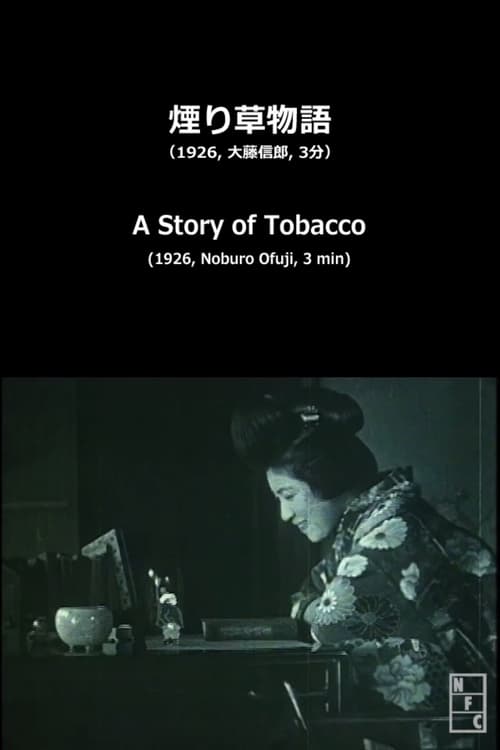 煙り草物語
（1926, 大藤信郎, 3分）
A Story of Tobacco
(1926, Noburo Ofuji, 3 min)
N
F
C